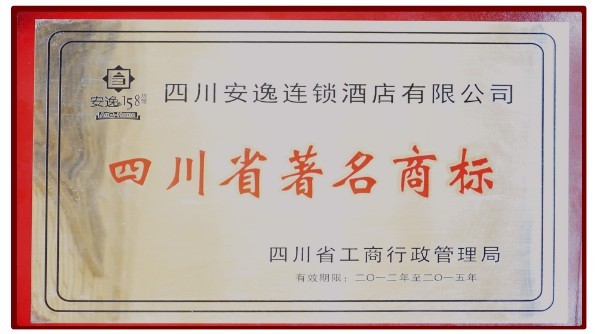 安逸158
四川安逸连锁酒店有限公司
四川省著名商标
四川省工商行政管理局
有效期限：二〇一二年至二〇一五年